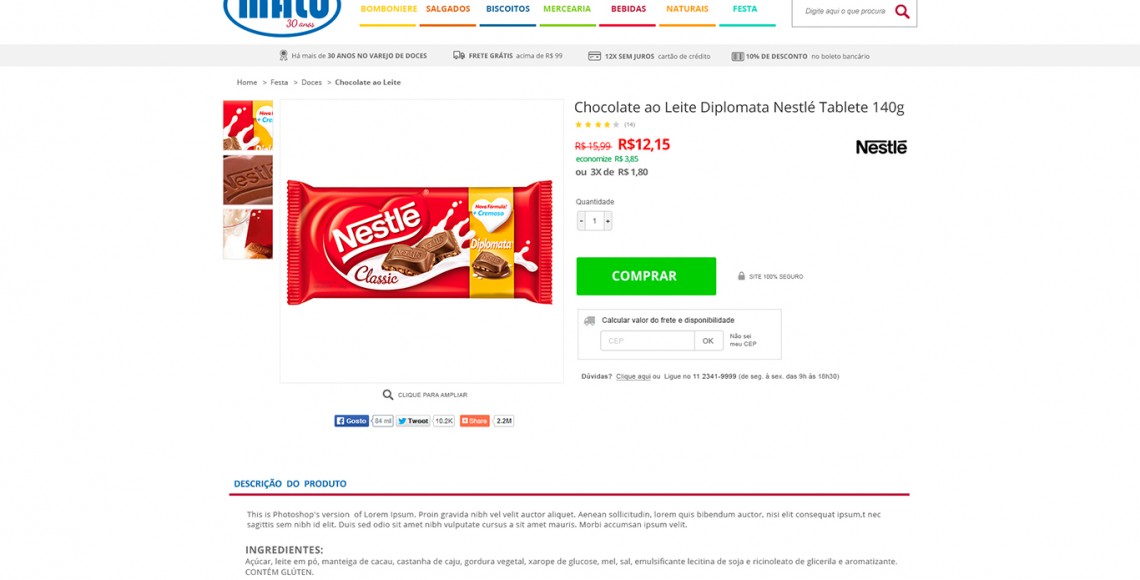 30 anos
BOMBONIERE SALGADOS BISCOITOS MERCEARIA BEBIDAS NATURAIS FESTA
Digite aqui o que procura
Há mais de 30 ANOS NO VAREJO DE DOCES FRETE GRÁTIS acima de R$ 99 12X SEM JUROS cartão de crédito 10% DE DESCONTO no boleto bancário
Home > Festa > Doces > Chocolate ao Leite
Chocolate ao Leite Diplomata Nestlé Tablete 140g
(14)
R$ 15,99 R$12,15
economize R$ 3,85
ou 3X de R$ 1,80
Nestlé
Quantidade
- 1 +
COMPRAR
SITE 100% SEGURO
Calcular valor do frete e disponibilidade
CEP OK
Não sei
meu CEP
Dúvidas? Clique aqui ou Ligue no 11 2341-9999 (de seg. à sex. das 9h às 18h30)
Nestlé
Classic
Nova Fórmula!
+ Cremoso
Diplomata
CLIQUE PARA AMPLIAR
Gosto 84 mil Tweet 10.2K Share 2.2M
DESCRIÇÃO DO PRODUTO
This is Photoshop's version of Lorem Ipsum. Proin gravida nibh vel velit auctor aliquet. Aenean sollicitudin, lorem quis bibendum auctor, nisi elit consequat ipsum,t nec
sagittis sem nibh id elit. Duis sed odio sit amet nibh vulputate cursus a sit amet mauris. Morbi accumsan ipsum velit.
INGREDIENTES:
Açúcar, leite em pó, manteiga de cacau, castanha de caju, gordura vegetal, xarope de glucose, mel, sal, emulsificante lecitina de soja e ricinoleato de glicerila e aromatizante.
CONTÉM GLÚTEN.